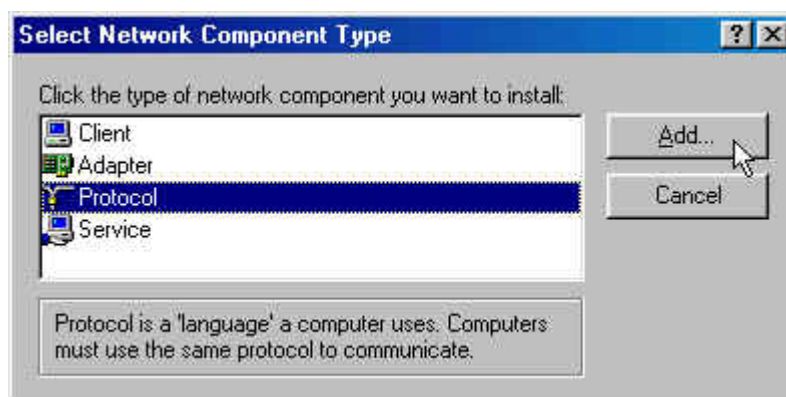 Select Network Component Type
Click the type of network component you want to install:
Client
Adapter
Protocol
Service
Add...
Cancel
Protocol is a 'language' a computer uses. Computers
must use the same protocol to communicate.